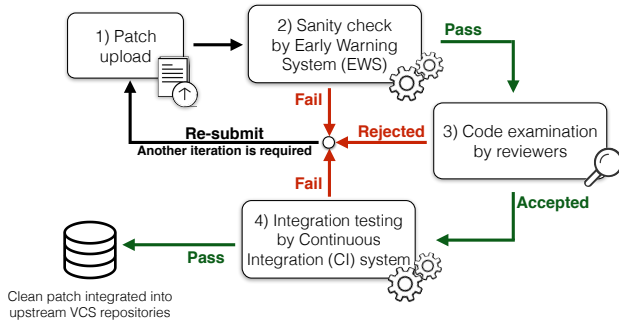 1) Patch
upload
2) Sanity check
by Early Warning
System (EWS)
Pass
Fail
Re-submit
Another iteration is required
Rejected
3) Code examination
by reviewers
Fail
Accepted
4) Integration testing
by Continuous
Integration (CI) system
Pass
Clean patch integrated into
upstream VCS repositories